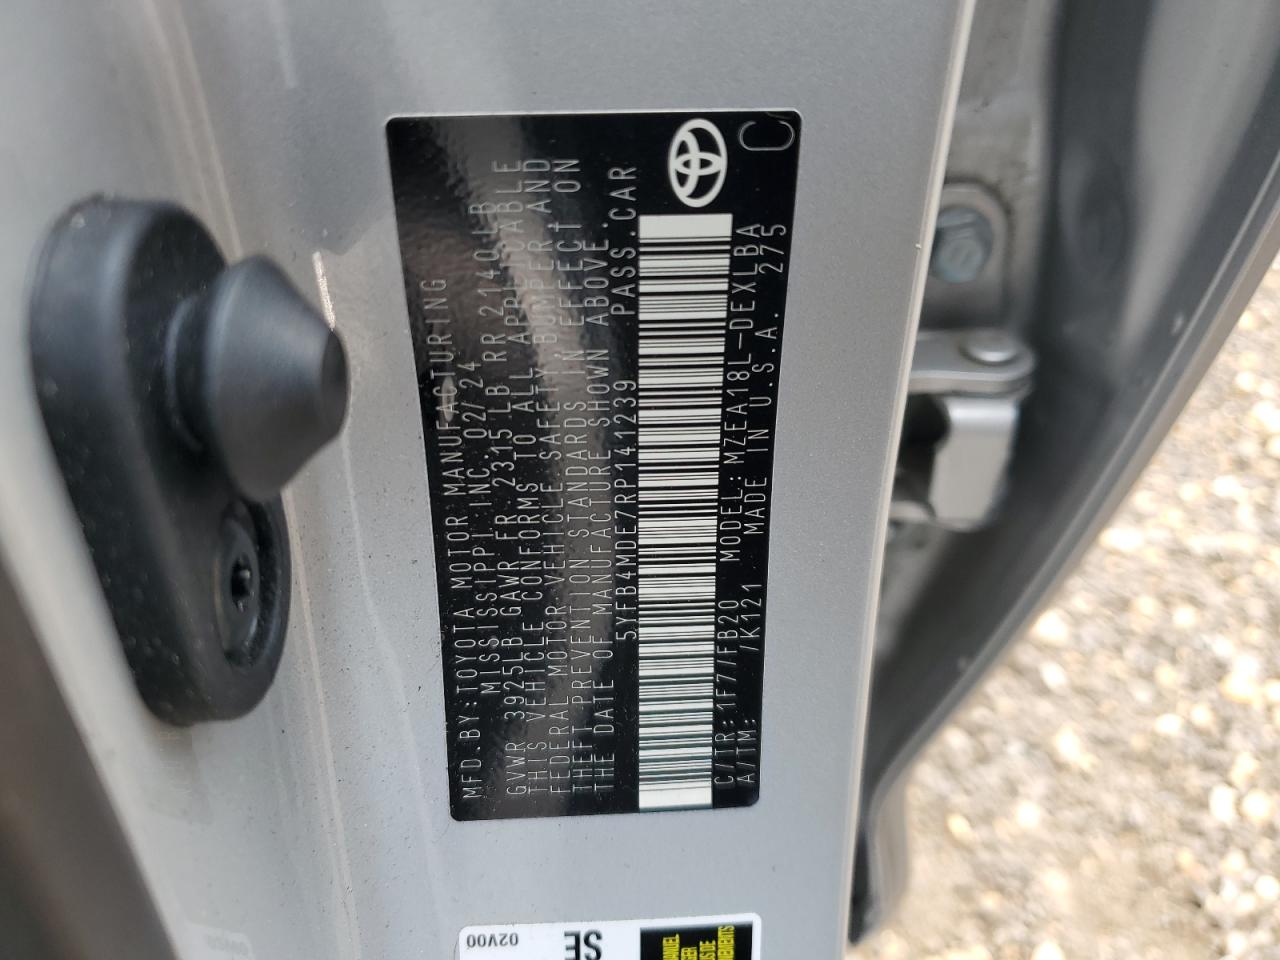 MFD.BY:TOYOTA MOTOR MANUFACTURING
MISSISSIPPI,INC. 02/24
GVWR 3925LB GAWR FR 2315LB RR 2140LB
THIS VEHICLE CONFORMS TO ALL APPLICABLE
FEDERAL MOTOR VEHICLE SAFETY,BUMPER AND
THEFT PREVENTION STANDARDS IN EFFECT ON
THE DATE OF MANUFACTURE SHOWN ABOVE.
5YFB4MDE7RP141239 PASS.CAR
C/TR:1F7/FB20 MODEL:MZEA18L-DEXLBA
A/TM: /K121 MADE IN U.S.A. 275
C
02V00
SE